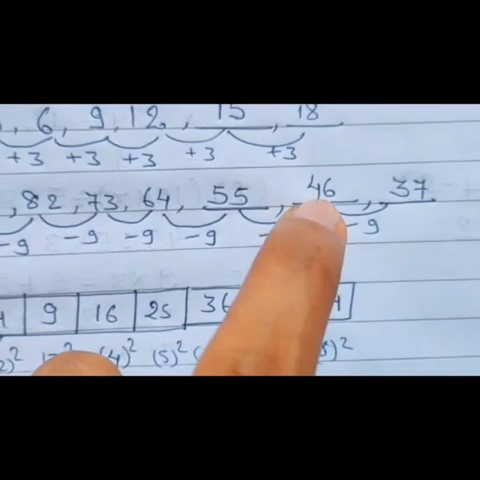 6, 9, 12, 15, 18
+3 +3 +3 +3 +3
, 82, 73, 64, 55, 46, 37
-9 -9 -9 -9 -9
9 16 25 36
(4)² (5)²